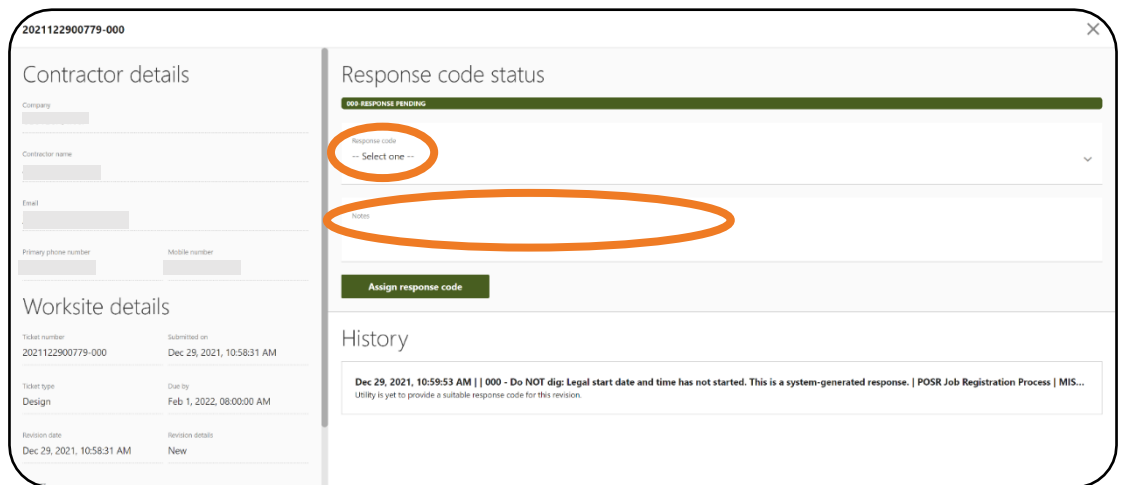 2021122900779-000
Contractor details
Company
Contractor name
Email
Primary phone number Mobile number
Worksite details
Ticket number Submitted on
2021122900779-000 Dec 29, 2021, 10:58:31 AM
Ticket type Due by
Design Feb 1, 2022, 08:00:00 AM
Revision date Revision details
Dec 29, 2021, 10:58:31 AM New
Response code status
000-RESPONSE PENDING
Response code
-- Select one --
Notes
Assign response code
History
Dec 29, 2021, 10:59:53 AM | | 000 - Do NOT dig: Legal start date and time has not started. This is a system-generated response. | POSR Job Registration Process | MIS...
Utility is yet to provide a suitable response code for this revision.